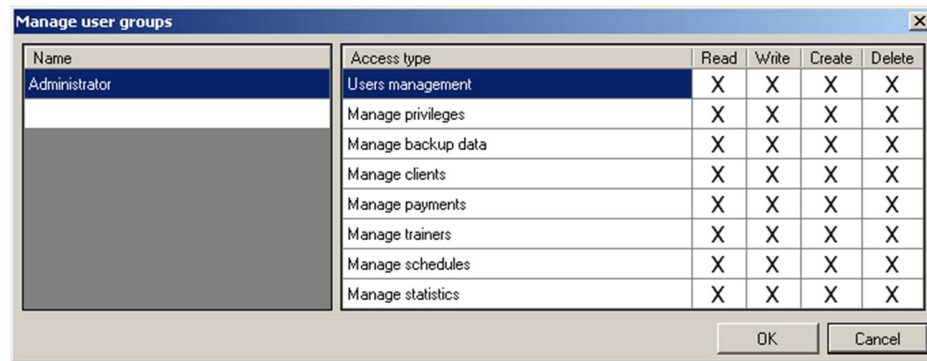 Manage user groups
Name
Administrator
Access type Read Write Create Delete
Users management X X X X
Manage privileges X X X X
Manage backup data X X X X
Manage clients X X X X
Manage payments X X X X
Manage trainers X X X X
Manage schedules X X X X
Manage statistics X X X X
OK Cancel